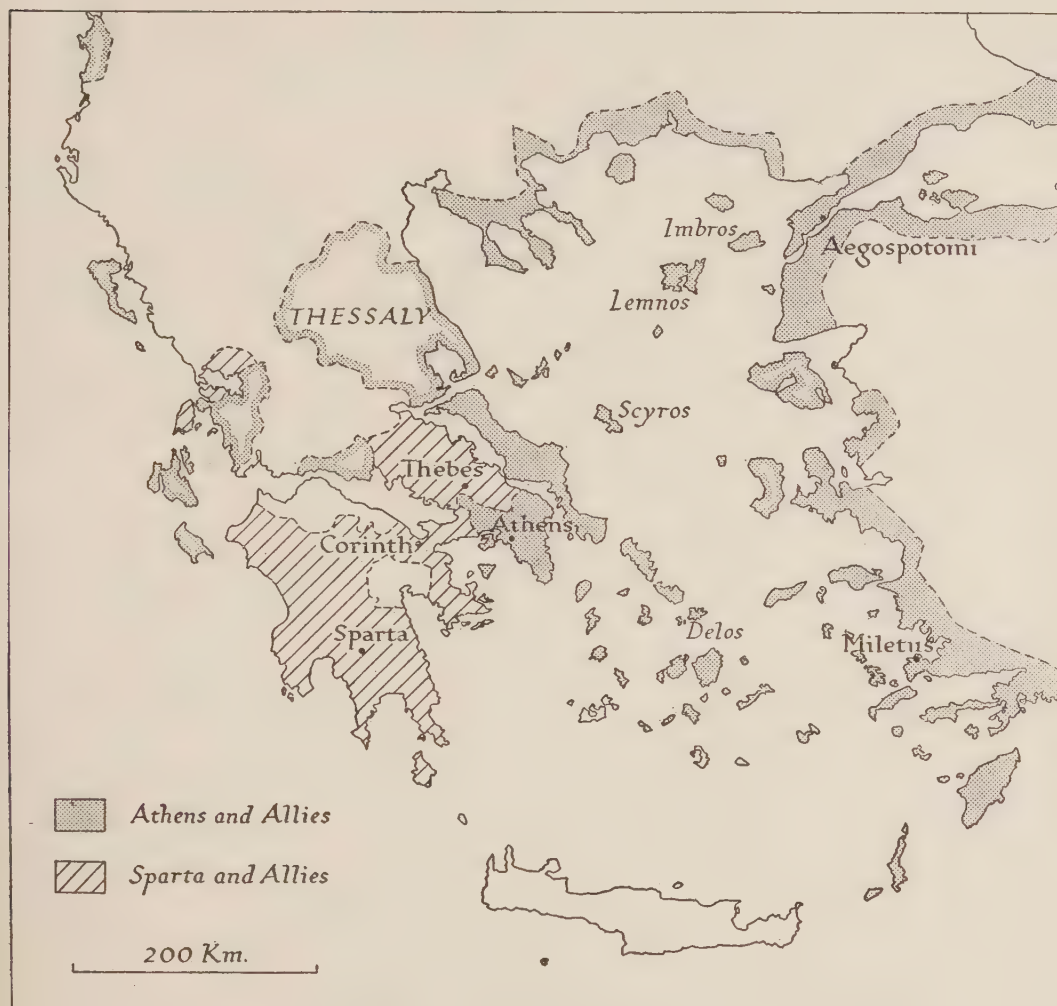 Imbros
Aegospotomi
Lemnos
THESSALY
Scyros
Thebes
Athens
Corinth
Delos
Sparta
Miletus
Athens and Allies
Sparta and Allies
200 Km.